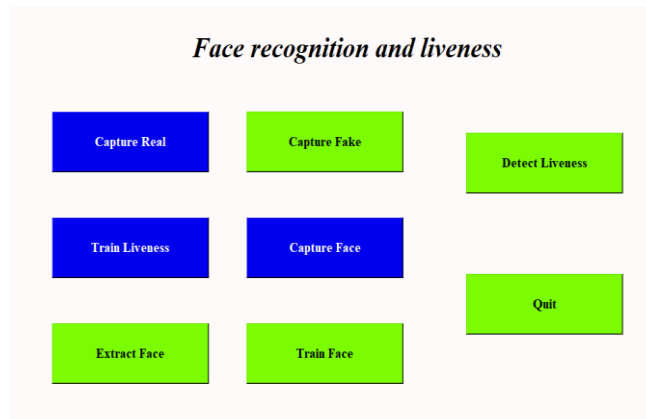 Face recognition and liveness
Capture Real
Capture Fake
Detect Liveness
Train Liveness
Capture Face
Quit
Extract Face
Train Face